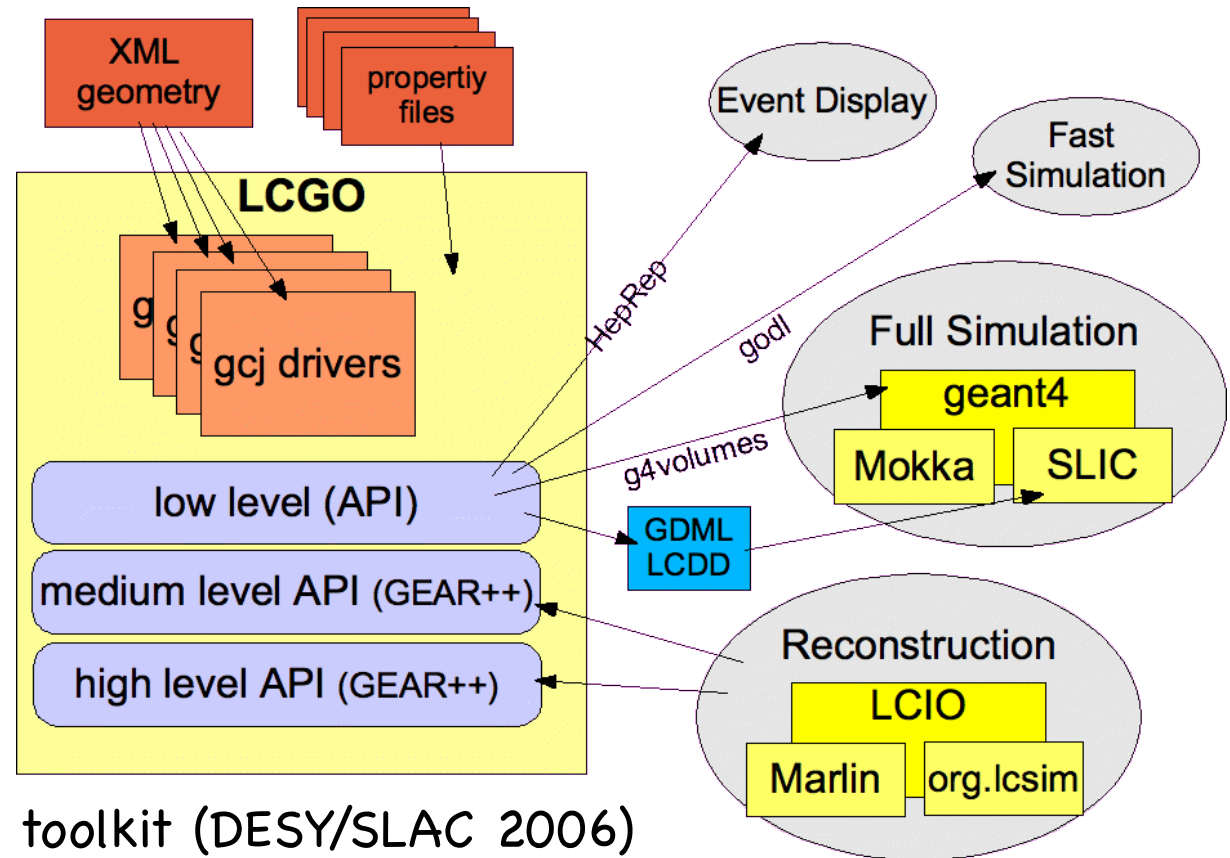 XML
geometry
propertiy
files
Event Display
Fast
Simulation
LCGO
g
g
g
gcj drivers
HepRep
godl
g4volumes
Full Simulation
geant4
Mokka
SLIC
low level (API)
GDML
LCDD
medium level API (GEAR++)
high level API (GEAR++)
Reconstruction
LCIO
Marlin
org.lcsim
toolkit (DESY/SLAC 2006)